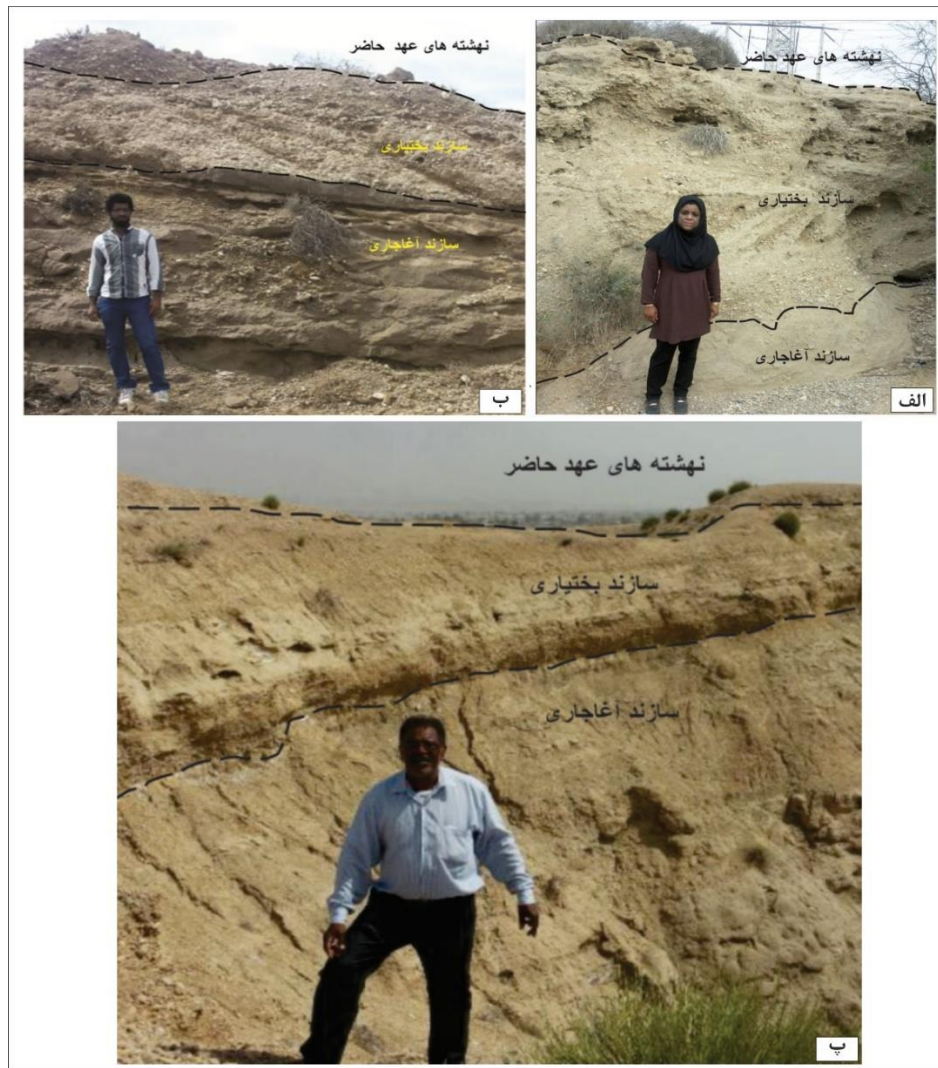 نهشته های عهد حاضر
سازند بختیاری
سازند آغاجاری
الف
نهشته های عهد حاضر
سازند بختیاری
سازند آغاجاری
ب
نهشته های عهد حاضر
سازند بختیاری
سازند آغاجاری
پ